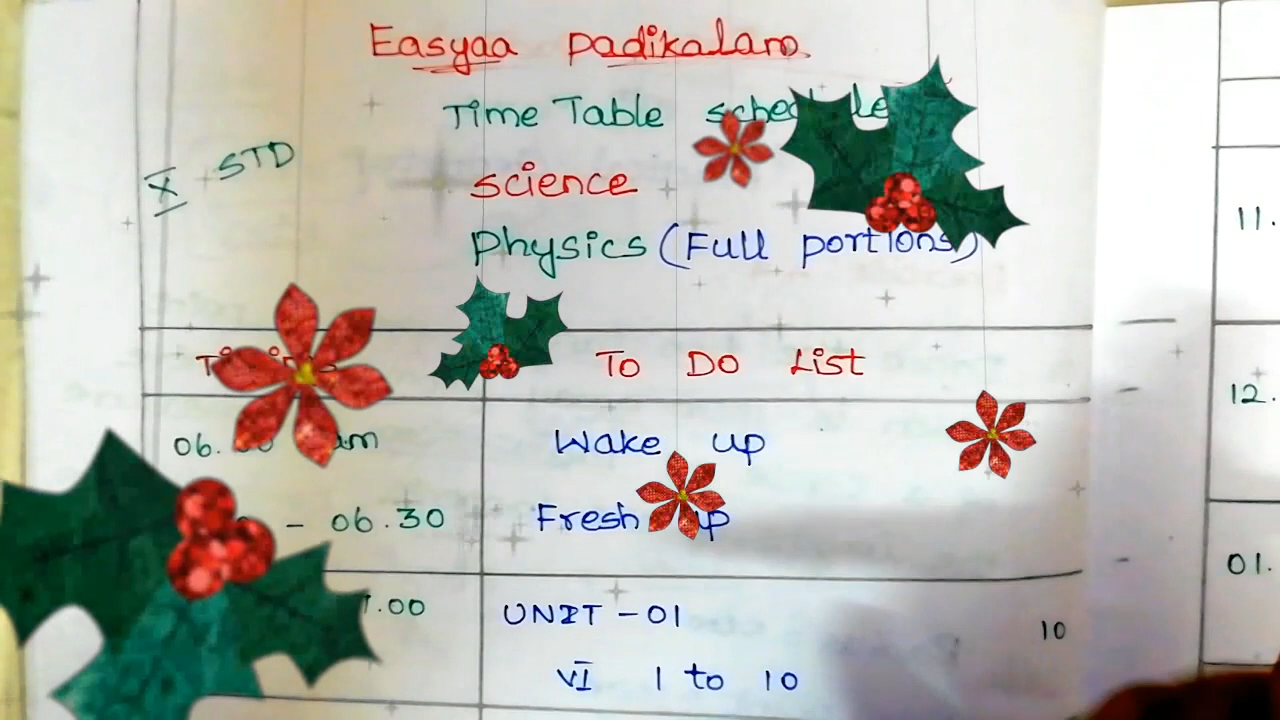 Easyaa padikalam
Time Table
X STD
science
Physics (Full portions)
To Do List
Wake up
- 06.30 Fresh up
UNIT - 01 10
VI 1 to 10
11.
12.
01.